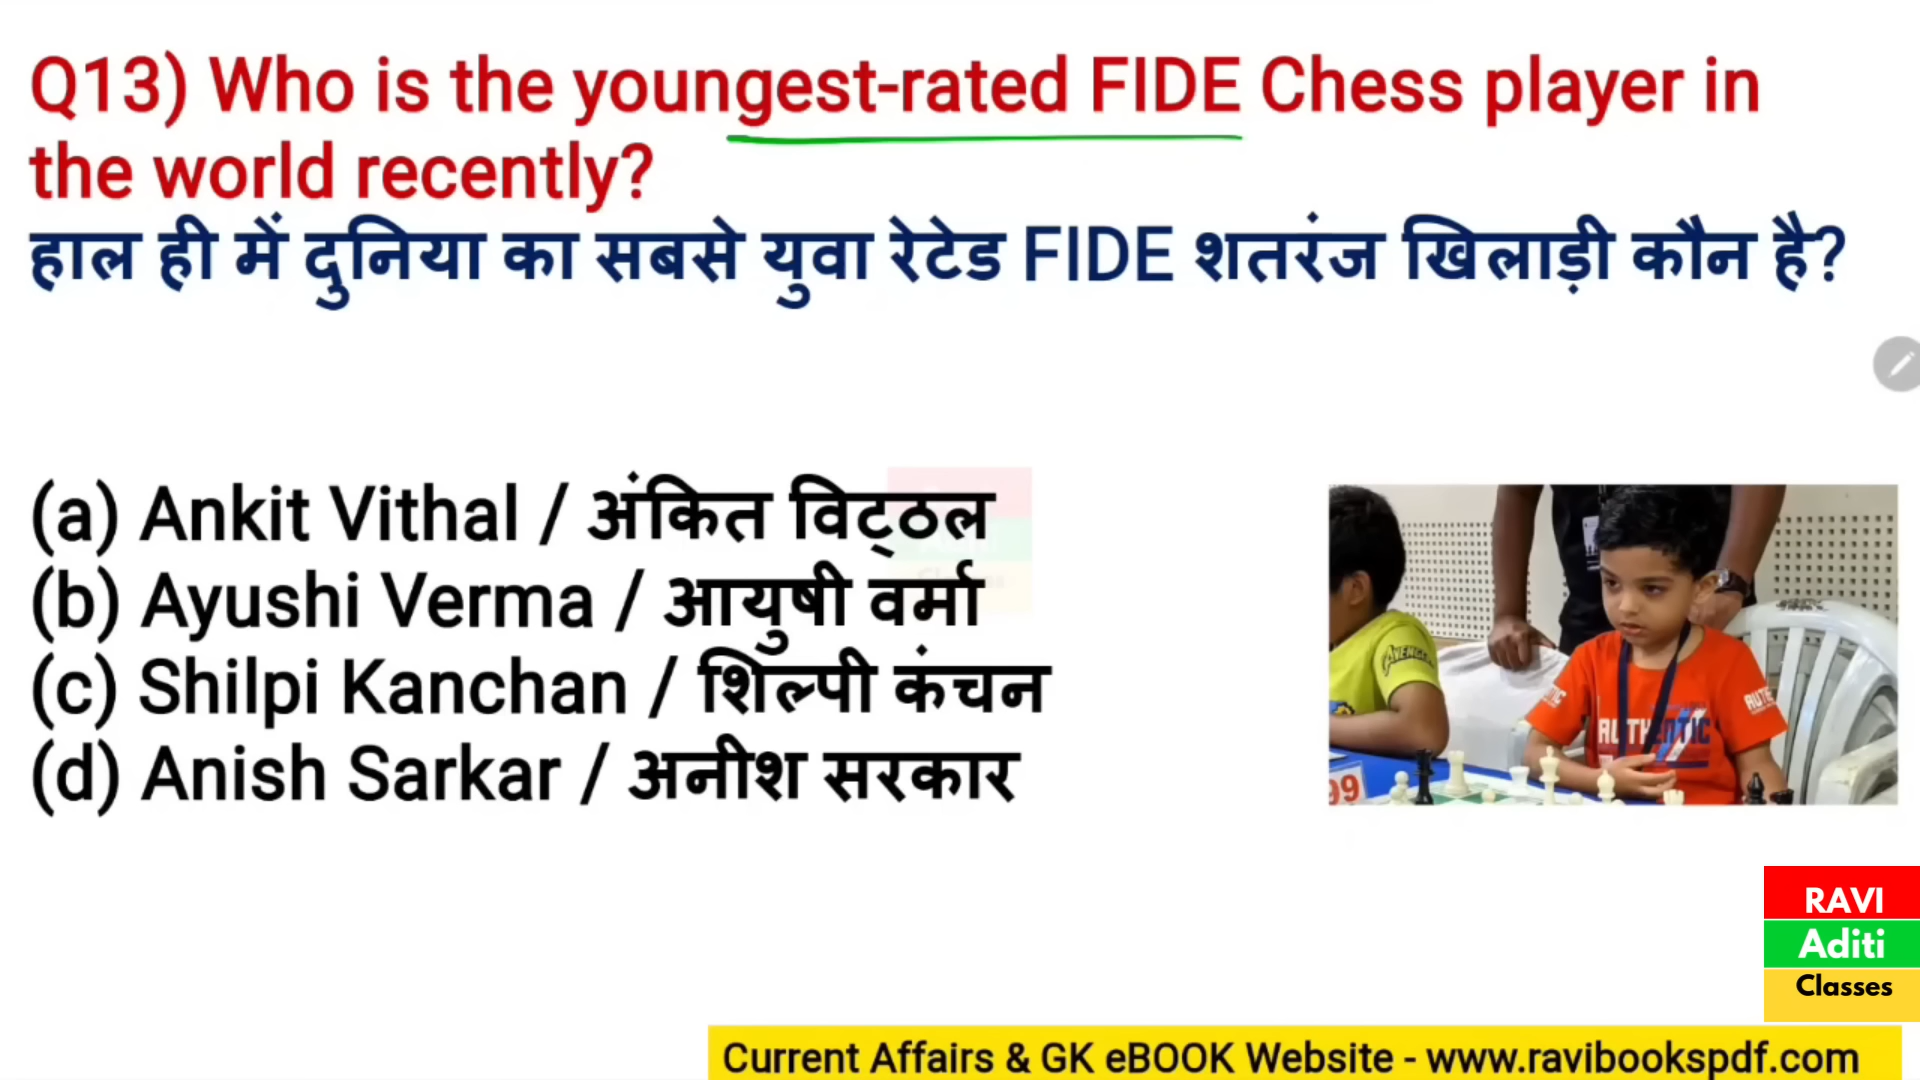 Q13) Who is the youngest-rated FIDE Chess player in
the world recently?
हाल ही में दुनिया का सबसे युवा रेटेड FIDE शतरंज खिलाड़ी कौन है?
(a) Ankit Vithal / अंकित विट्ठल
(b) Ayushi Verma / आयुषी वर्मा
(c) Shilpi Kanchan / शिल्पी कंचन
(d) Anish Sarkar / अनीश सरकार
AUTHENTIC
99
RAVI
Aditi
Classes
Current Affairs & GK eBOOK Website - www.ravibookspdf.com